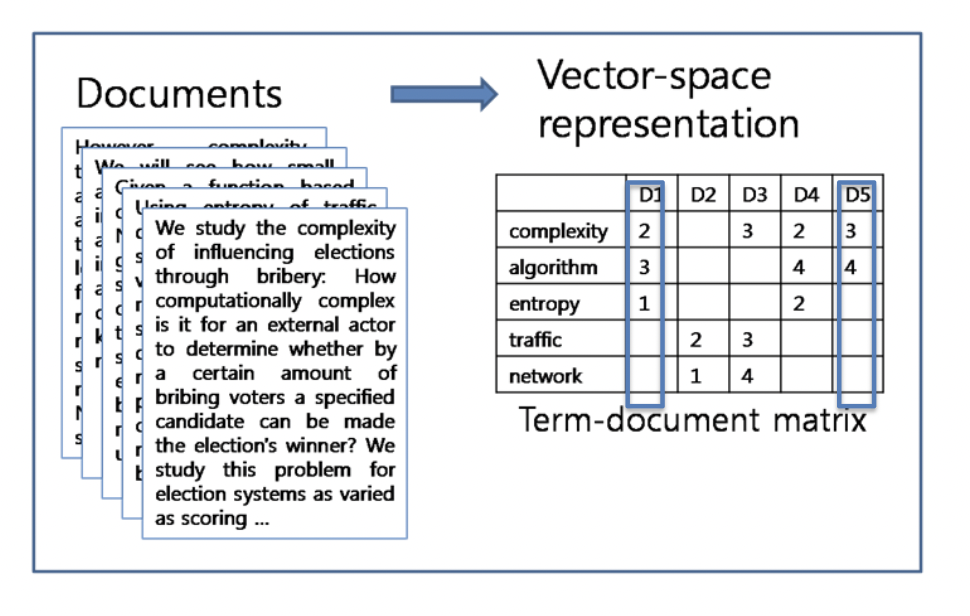 Documents
Vector-space
representation
However complexity
We will see how small
Given a function based
Using entropy of traffic
We study the complexity
of influencing elections
through bribery: How
computationally complex
is it for an external actor
to determine whether by
a certain amount of
bribing voters a specified
candidate can be made
the election's winner? We
study this problem for
election systems as varied
as scoring ...
D1 D2 D3 D4 D5
complexity 2 3 2 3
algorithm 3 4 4
entropy 1 2
traffic 2 3
network 1 4
Term-document matrix